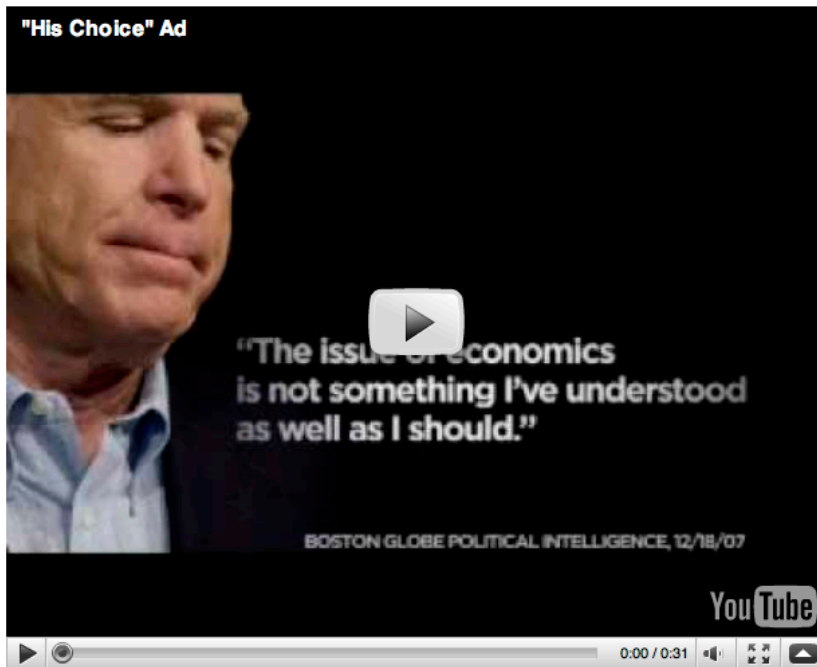 "His Choice" Ad
“The issue of economics
is not something I’ve understood
as well as I should.”
BOSTON GLOBE POLITICAL INTELLIGENCE, 12/18/07
YouTube
0:00 / 0:31